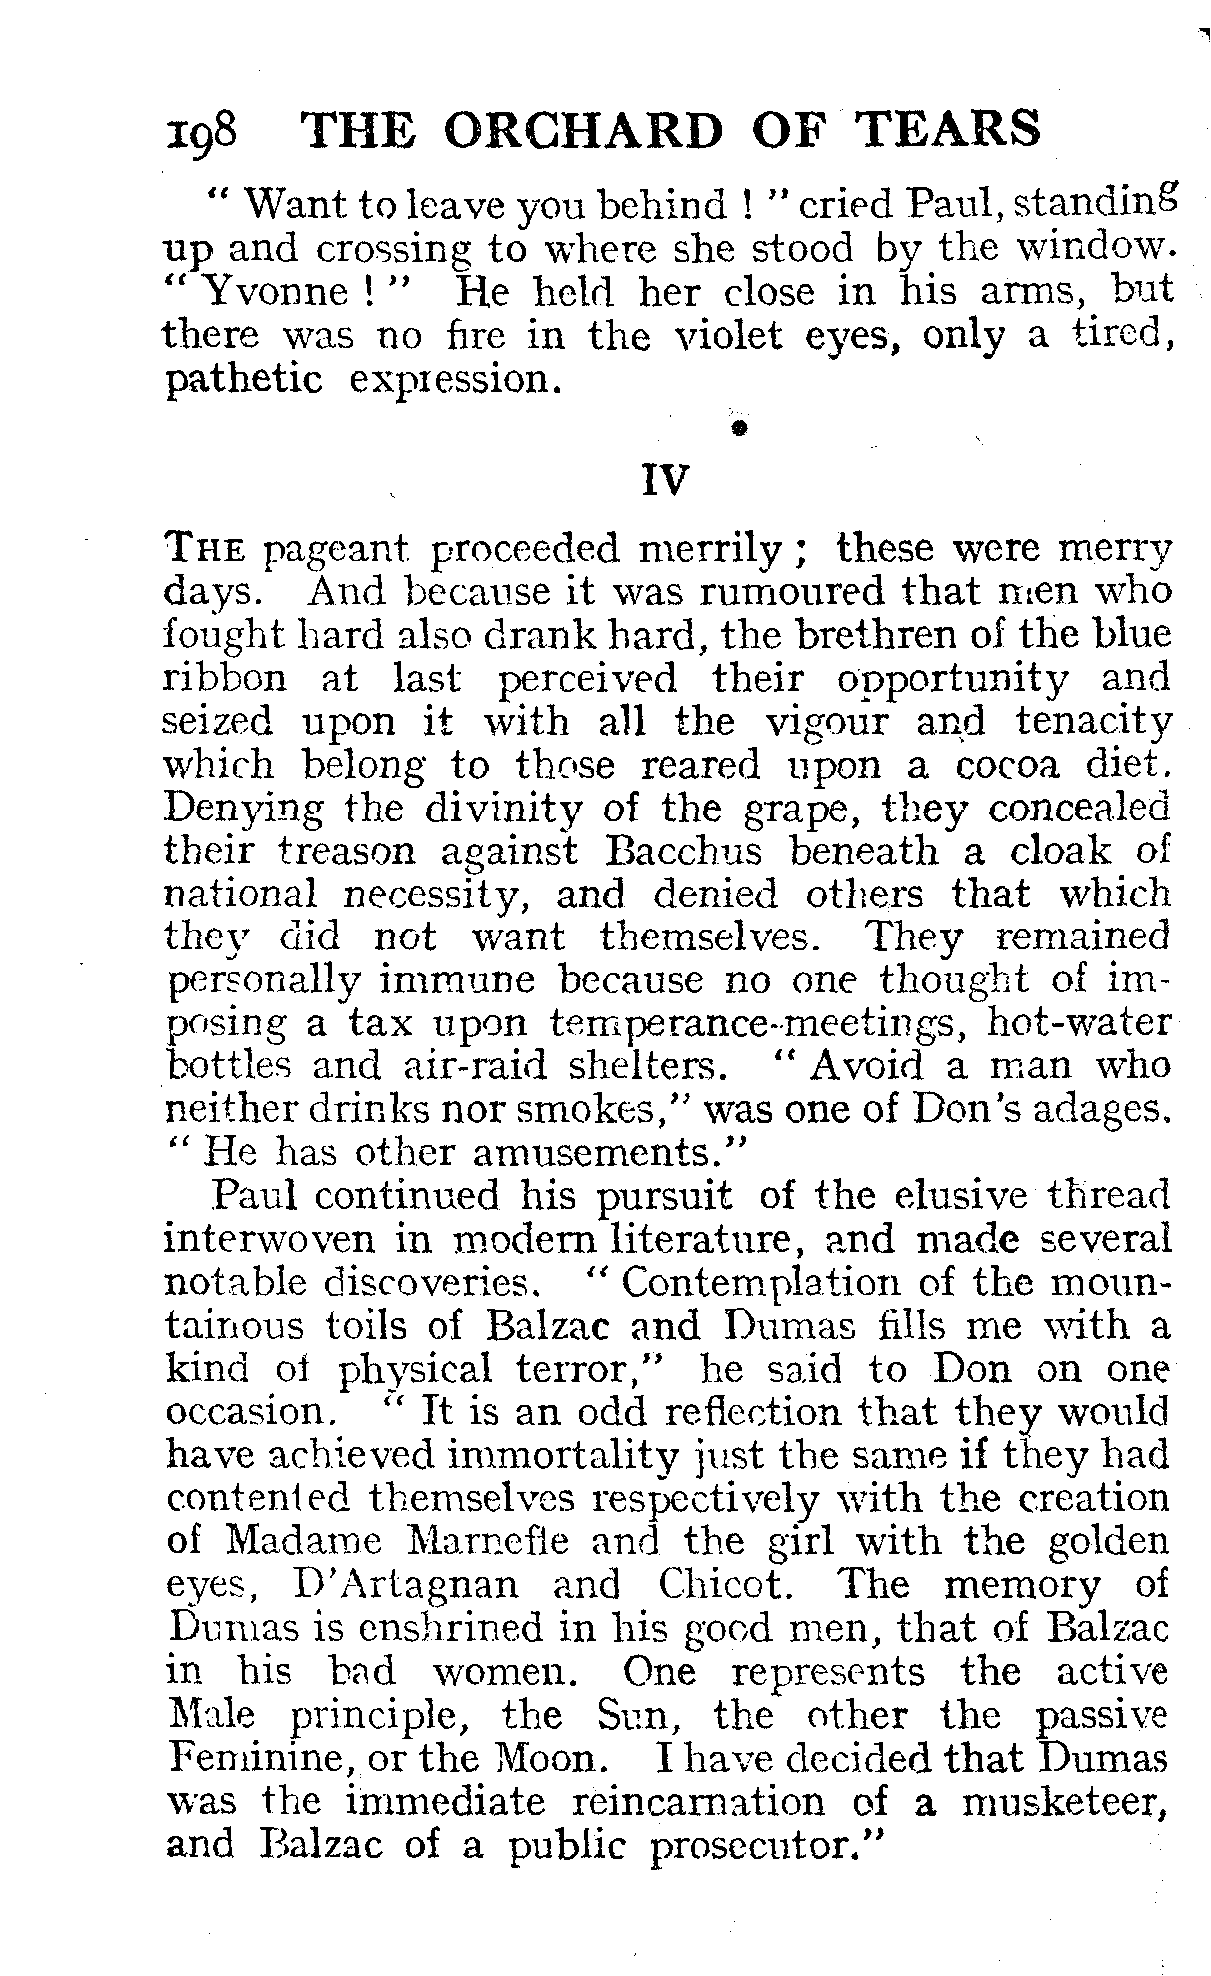 198 THE ORCHARD OF TEARS
“ Want to leave you behind ! ” cried Paul, standing
up and crossing to where she stood by the window.
“ Yvonne ! ” He held her close in his arms, but
there was no fire in the violet eyes, only a tired,
pathetic expression.
IV
THE pageant proceeded merrily ; these were merry
days. And because it was rumoured that men who
fought hard also drank hard, the brethren of the blue
ribbon at last perceived their opportunity and
seized upon it with all the vigour and tenacity
which belong to those reared upon a cocoa diet.
Denying the divinity of the grape, they concealed
their treason against Bacchus beneath a cloak of
national necessity, and denied others that which
they did not want themselves. They remained
personally immune because no one thought of im-
posing a tax upon temperance-meetings, hot-water
bottles and air-raid shelters. “ Avoid a man who
neither drinks nor smokes,” was one of Don's adages.
“ He has other amusements.”
Paul continued his pursuit of the elusive thread
interwoven in modern literature, and made several
notable discoveries. “ Contemplation of the moun-
tainous toils of Balzac and Dumas fills me with a
kind of physical terror,” he said to Don on one
occasion. “ It is an odd reflection that they would
have achieved immortality just the same if they had
contented themselves respectively with the creation
of Madame Marneffe and the girl with the golden
eyes, D'Artagnan and Chicot. The memory of
Dumas is enshrined in his good men, that of Balzac
in his bad women. One represents the active
Male principle, the Sun, the other the passive
Feminine, or the Moon. I have decided that Dumas
was the immediate reincarnation of a musketeer,
and Balzac of a public prosecutor.”